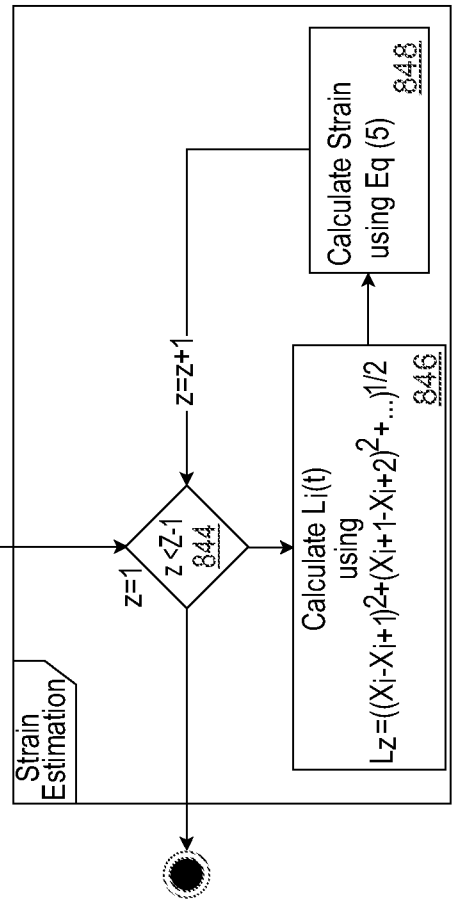 Strain
Estimation
z=1
z <Z-1
844
z=z+1
Calculate Li(t)
using
Lz=((Xi-Xi+1)²+(Xi+1-Xi+2)²+...)1/2
846
Calculate Strain
using Eq (5)
848